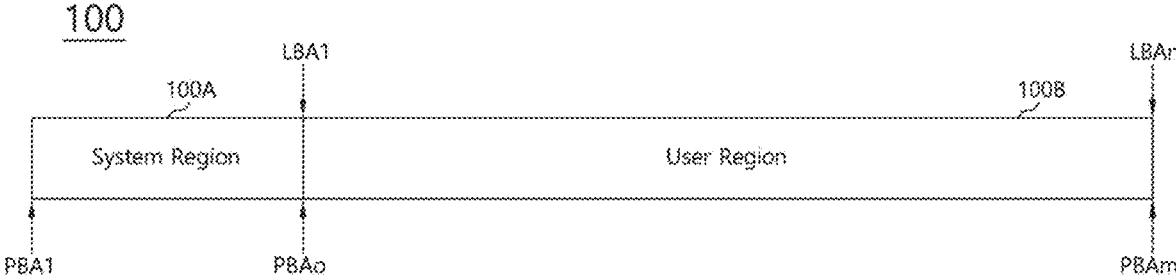 100
LBA1 LBAn
100A 100B
System Region User Region
PBA1 PBAo PBAm